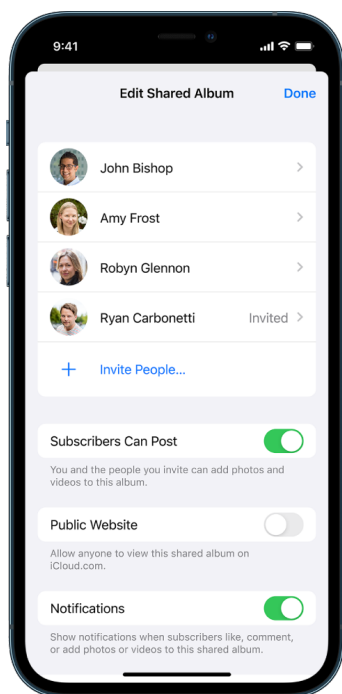 9:41
Edit Shared Album Done
John Bishop
Amy Frost
Robyn Glennon
Ryan Carbonetti Invited
Invite People...
Subscribers Can Post
You and the people you invite can add photos and
videos to this album.
Public Website
Allow anyone to view this shared album on
iCloud.com.
Notifications
Show notifications when subscribers like, comment,
or add photos or videos to this shared album.